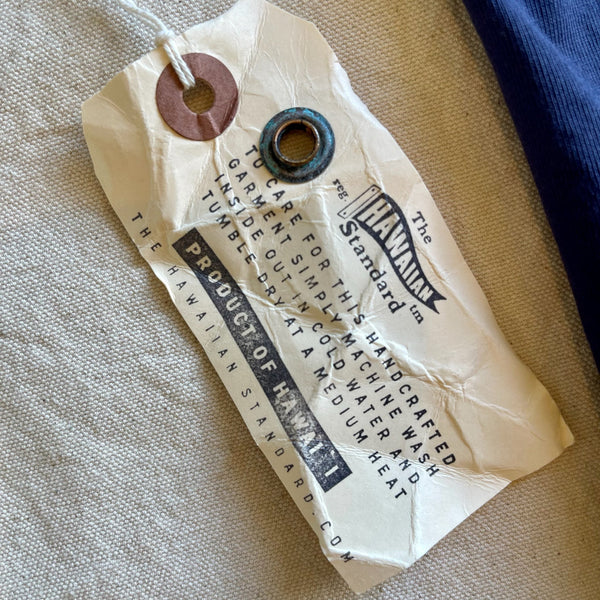 The
HAWAIIAN
reg. Standard tm
TO CARE FOR THIS HANDCRAFTED
GARMENT SIMPLY MACHINE WASH
INSIDE OUT IN COLD WATER AND
TUMBLE DRY AT A MEDIUM HEAT
PRODUCT OF HAWAI`I
THE HAWAIIAN STANDARD.COM